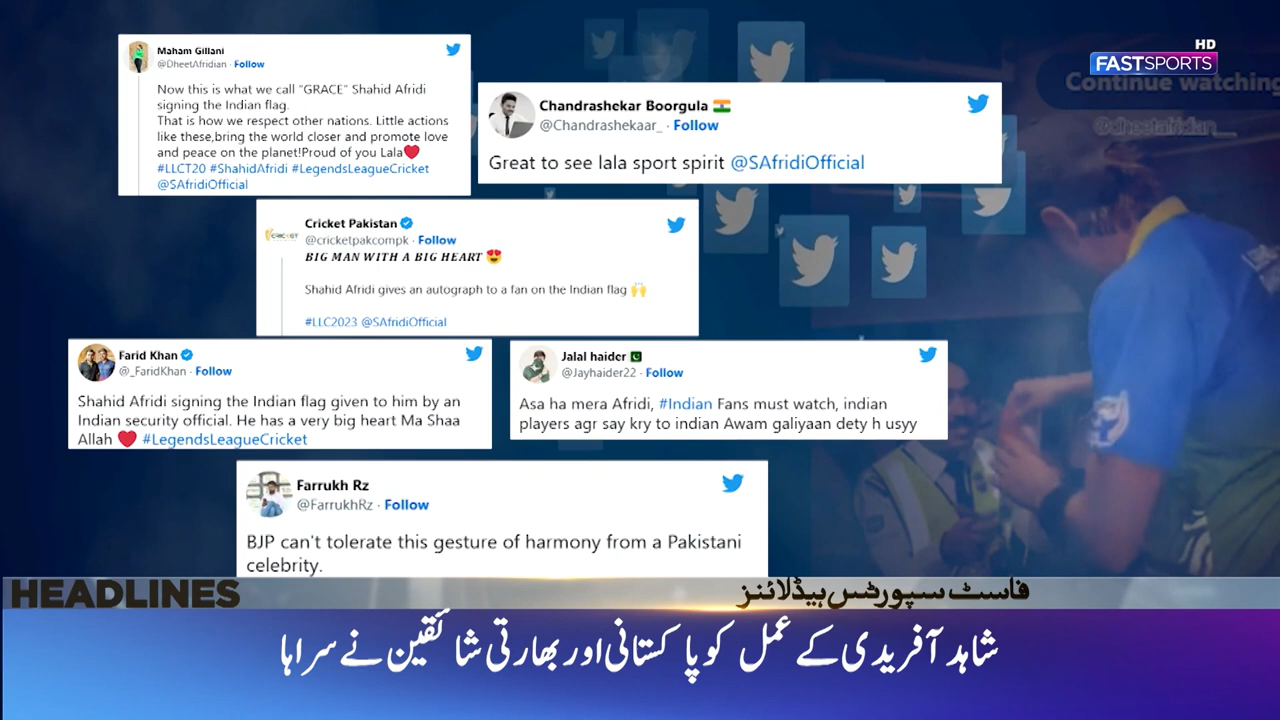 HD
FASTSPORTS
Continue watching
@dheetafridian__
Maham Gillani
@DheetAfridian · Follow
Now this is what we call "GRACE" Shahid Afridi
signing the Indian flag.
That is how we respect other nations. Little actions
like these,bring the world closer and promote love
and peace on the planet!Proud of you Lala❤️
#LLCT20 #ShahidAfridi #LegendsLeagueCricket
@SAfridiOfficial
Chandrashekar Boorgula 🇮🇳
@Chandrashekaar_ · Follow
Great to see lala sport spirit @SAfridiOfficial
Cricket Pakistan
@cricketpakcompk · Follow
BIG MAN WITH A BIG HEART 😍
Shahid Afridi gives an autograph to a fan on the Indian flag 🙌
#LLC2023 @SAfridiOfficial
CRICKET
Farid Khan
@_FaridKhan · Follow
Shahid Afridi signing the Indian flag given to him by an
Indian security official. He has a very big heart Ma Shaa
Allah ❤️ #LegendsLeagueCricket
Jalal haider 🇵🇰
@Jayhaider22 · Follow
Asa ha mera Afridi, #Indian Fans must watch, indian
players agr say kry to indian Awam galiyaan dety h usyy
Farrukh Rz
@FarrukhRz · Follow
BJP can't tolerate this gesture of harmony from a Pakistani
celebrity.
HEADLINES
فاسٹ سپورٹس ہیڈلائنز
شاہد آفریدی کے عمل کو پاکستانی اور بھارتی شائقین نے سراہا